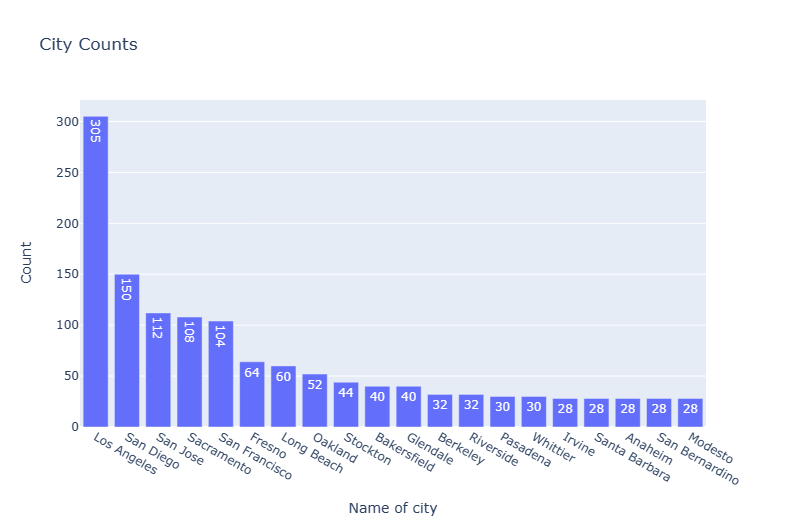 City Counts
300
250
200
150
100
50
0
Count
305
150
112
108
104
64
60
52
44
40
40
32
32
30
30
28
28
28
28
28
Los Angeles
San Diego
San Jose
Sacramento
San Francisco
Fresno
Long Beach
Oakland
Stockton
Bakersfield
Glendale
Berkeley
Riverside
Pasadena
Whittier
Irvine
Santa Barbara
Anaheim
San Bernardino
Modesto
Name of city